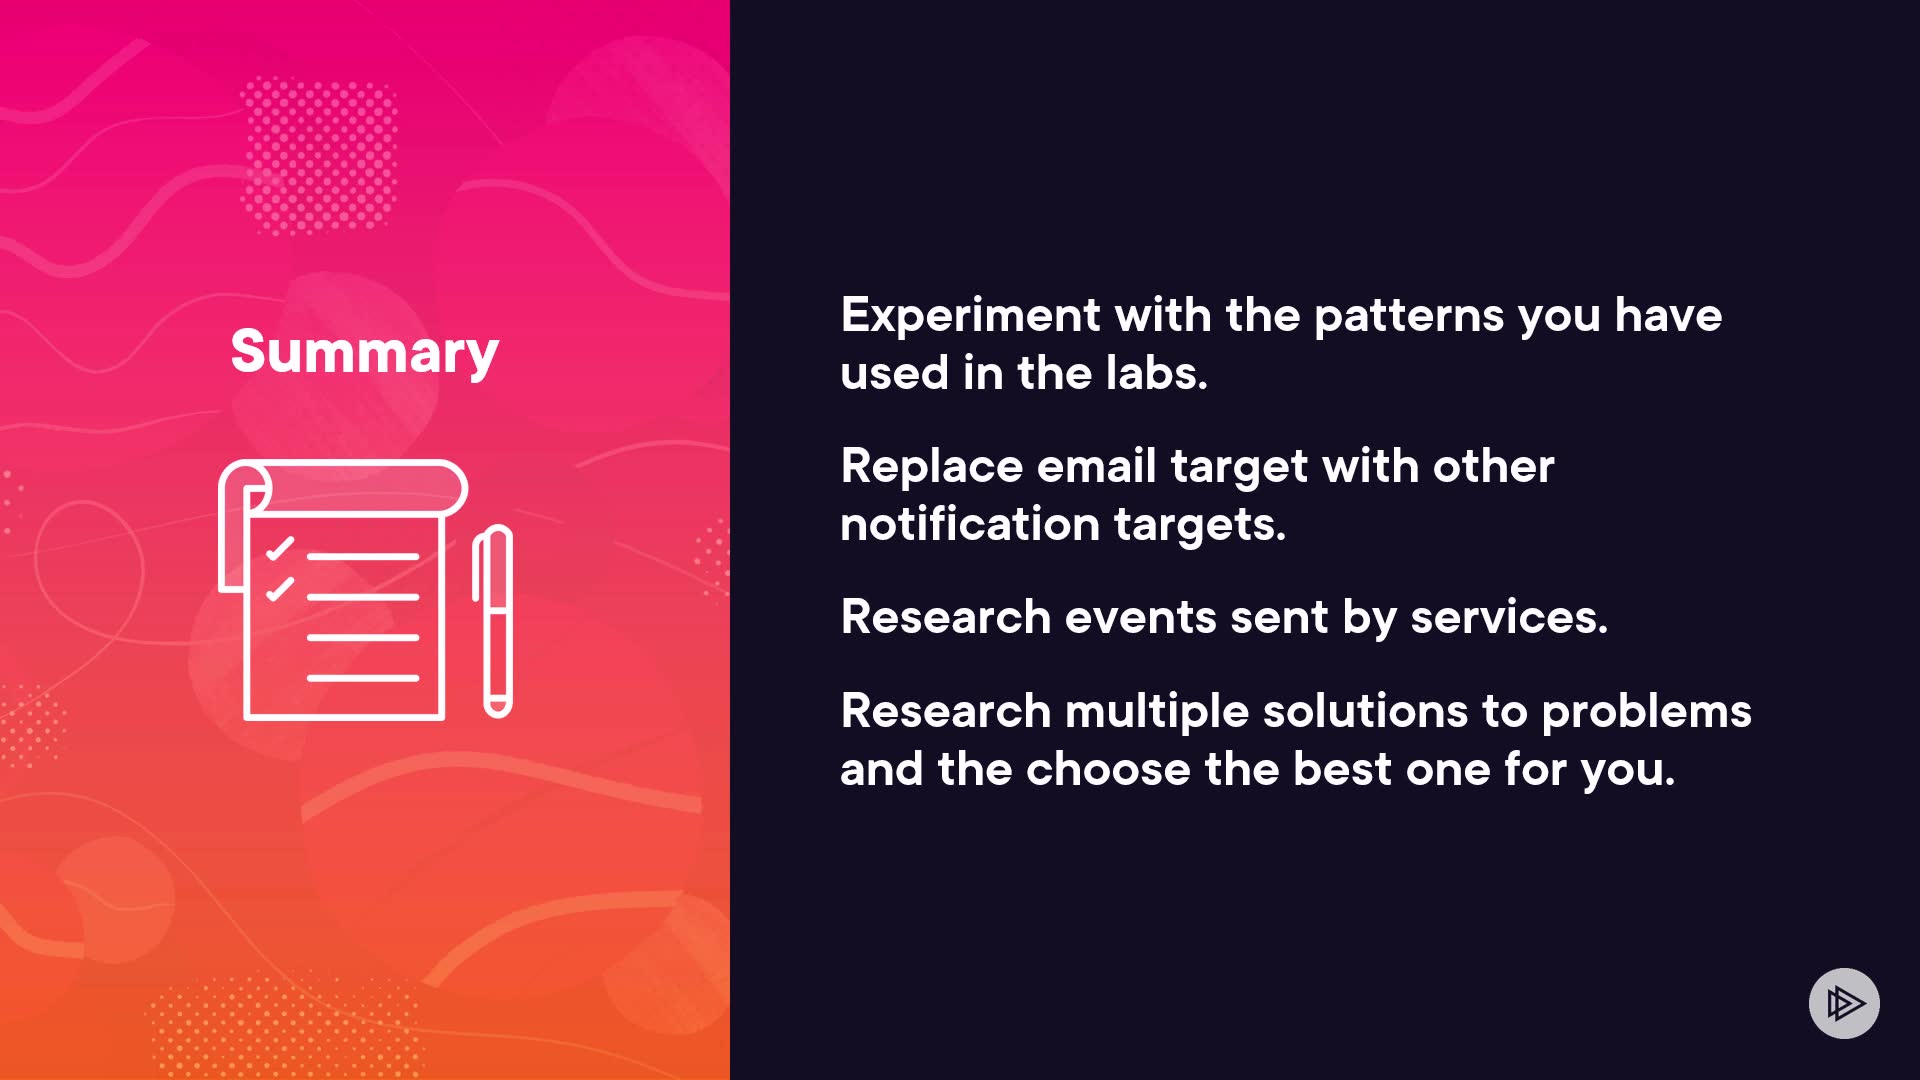 Summary
Experiment with the patterns you have
used in the labs.
Replace email target with other
notification targets.
Research events sent by services.
Research multiple solutions to problems
and the choose the best one for you.